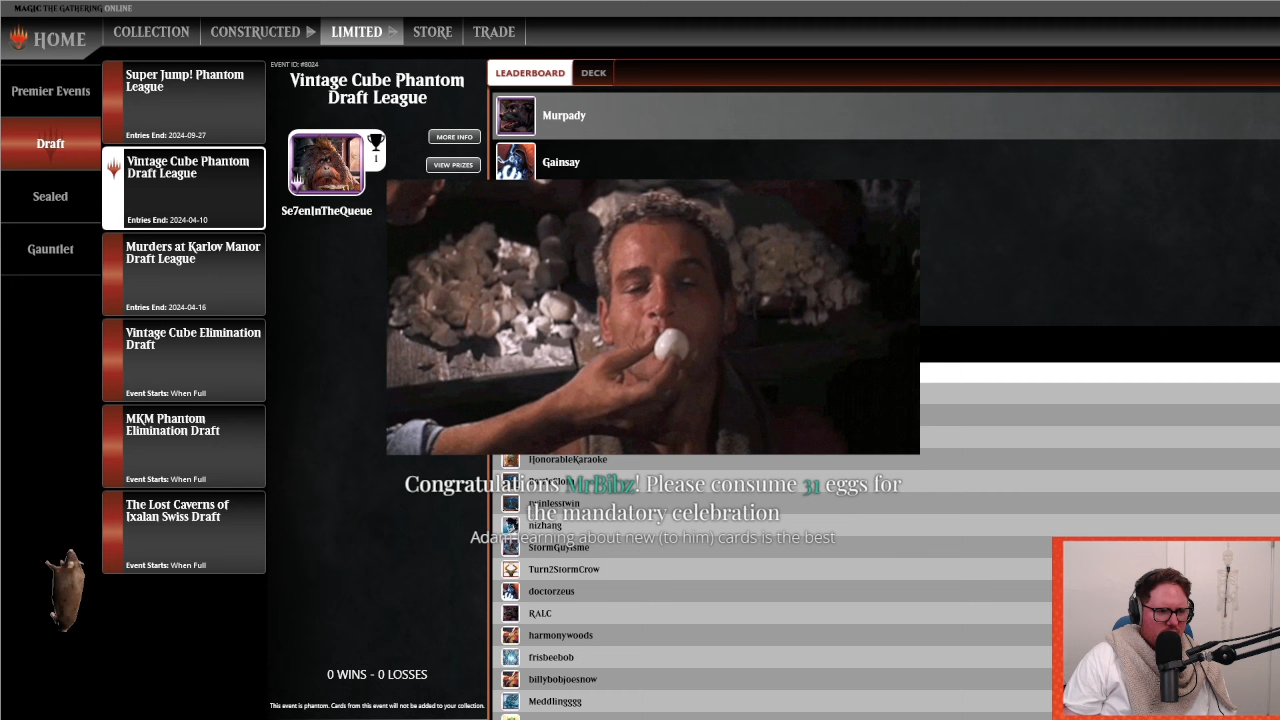 MAGIC THE GATHERING ONLINE
HOME
COLLECTION
CONSTRUCTED
LIMITED
STORE
TRADE
Premier Events
Draft
Sealed
Gauntlet
Super Jump! Phantom
League
Entries End: 2024-09-27
Vintage Cube Phantom
Draft League
Entries End: 2024-04-10
Murders at Karlov Manor
Draft League
Entries End: 2024-04-16
Vintage Cube Elimination
Draft
Event Starts: When Full
MKM Phantom
Elimination Draft
Event Starts: When Full
The Lost Caverns of
Ixalan Swiss Draft
Event Starts: When Full
EVENT ID: #8024
Vintage Cube Phantom
Draft League
1
MORE INFO
VIEW PRIZES
Se7enInTheQueue
0 WINS - 0 LOSSES
This event is phantom. Cards from this event will not be added to your collection.
LEADERBOARD
DECK
Murpady
Gainsay
HonorableKaraoke
Congratulations MrBibz! Please consume 31 eggs for
the mandatory celebration
Adam learning about new (to him) cards is the best
nizhang
StormGuyisme
Turn2StormCrow
doctorzeus
RALC
harmonywoods
frisbeebob
billybobjoesnow
Meddlingggg